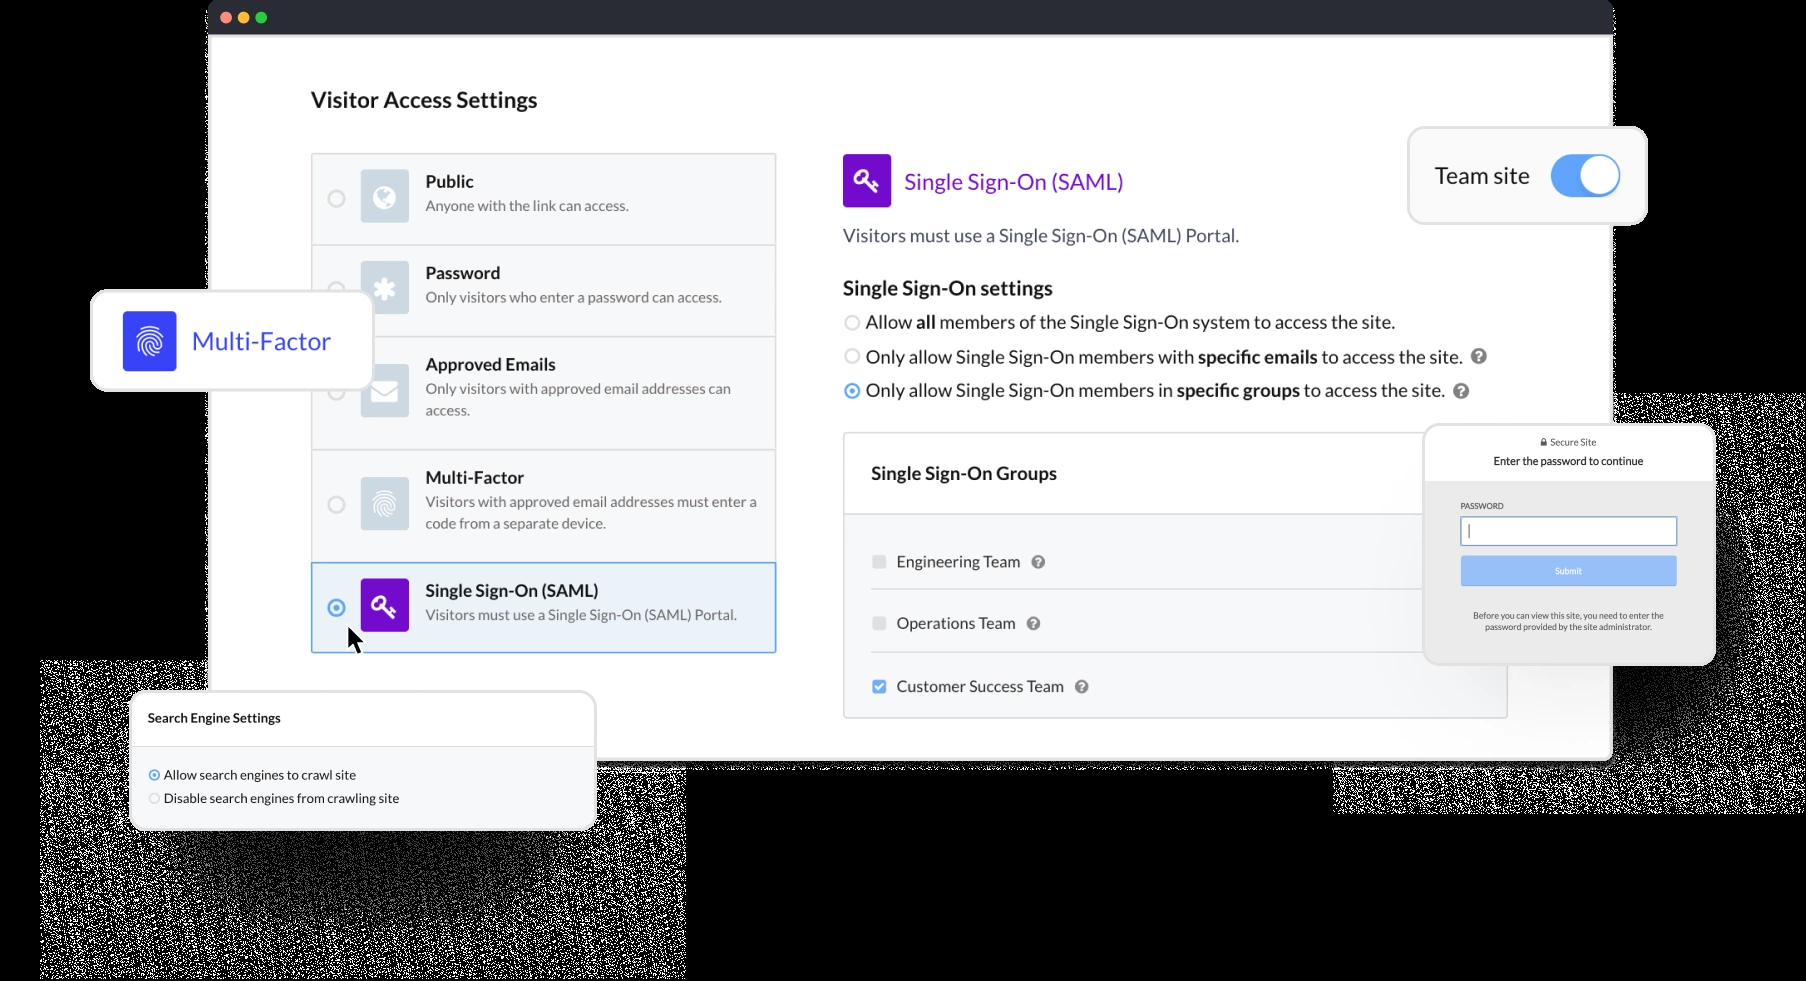 Visitor Access Settings
Public
Anyone with the link can access.
Password
Only visitors who enter a password can access.
Multi-Factor
Approved Emails
Only visitors with approved email addresses can
access.
Multi-Factor
Visitors with approved email addresses must enter a
code from a separate device.
Single Sign-On (SAML)
Visitors must use a Single Sign-On (SAML) Portal.
Search Engine Settings
Allow search engines to crawl site
Disable search engines from crawling site
Single Sign-On (SAML)
Team site
Visitors must use a Single Sign-On (SAML) Portal.
Single Sign-On settings
Allow all members of the Single Sign-On system to access the site.
Only allow Single Sign-On members with specific emails to access the site. ?
Only allow Single Sign-On members in specific groups to access the site. ?
Single Sign-On Groups
Engineering Team ?
Operations Team ?
Customer Success Team ?
Secure Site
Enter the password to continue
PASSWORD
Submit
Before you can view this site, you need to enter the
password provided by the site administrator.